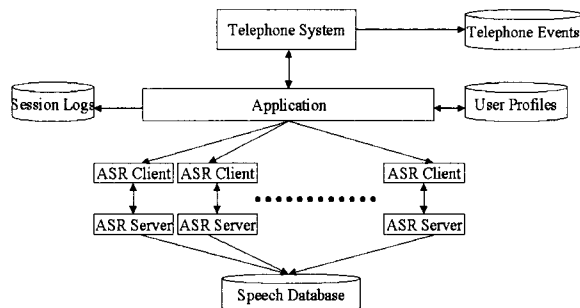 Telephone System
Telephone Events
Session Logs
Application
User Profiles
ASR Client
ASR Client
ASR Client
ASR Server
ASR Server
ASR Server
Speech Database